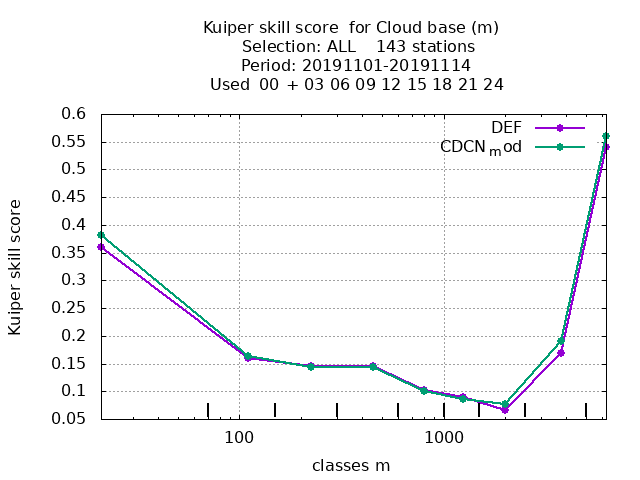 Kuiper skill score  for Cloud base (m)
Selection: ALL    143 stations
Period: 20191101-20191114
Used  00 + 03 06 09 12 15 18 21 24
DEF
CDCN_mod
0.6
0.55
0.5
0.45
0.4
0.35
0.3
0.25
0.2
0.15
0.1
0.05
Kuiper skill score
100
1000
classes m